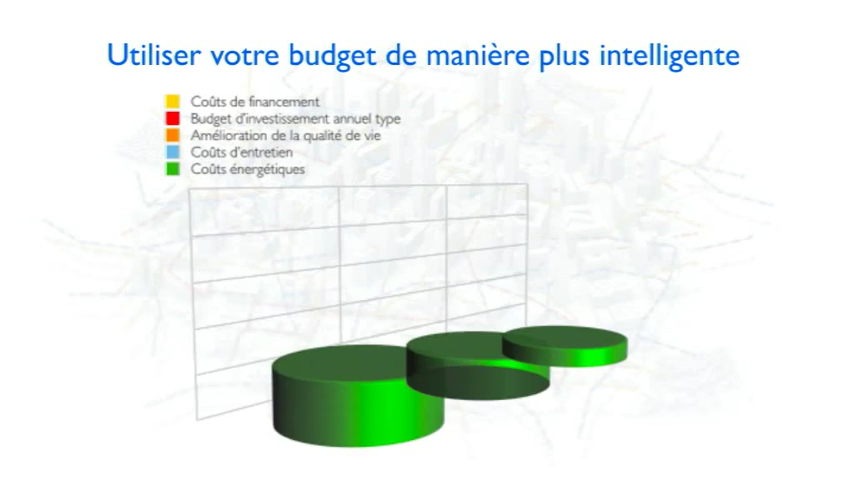 Utiliser votre budget de manière plus intelligente
Coûts de financement
Budget d'investissement annuel type
Amélioration de la qualité de vie
Coûts d'entretien
Coûts énergétiques